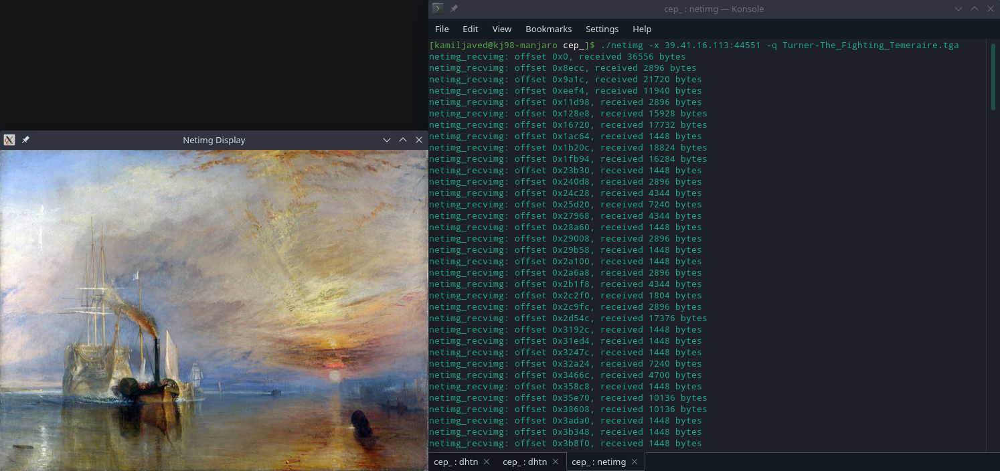 cep_ : netimg — Konsole
File Edit View Bookmarks Settings Help
[kamiljaved@kj98-manjaro cep_]$ ./netimg -x 39.41.16.113:44551 -q Turner-The_Fighting_Temeraire.tga
netimg_recvimg: offset 0x0, received 36556 bytes
netimg_recvimg: offset 0x8ecc, received 2896 bytes
netimg_recvimg: offset 0x9a1c, received 21720 bytes
netimg_recvimg: offset 0xeef4, received 11940 bytes
netimg_recvimg: offset 0x11d98, received 2896 bytes
netimg_recvimg: offset 0x128e8, received 15928 bytes
netimg_recvimg: offset 0x16720, received 17732 bytes
netimg_recvimg: offset 0x1ac64, received 1448 bytes
netimg_recvimg: offset 0x1b20c, received 18824 bytes
netimg_recvimg: offset 0x1fb94, received 16284 bytes
netimg_recvimg: offset 0x23b30, received 1448 bytes
netimg_recvimg: offset 0x240d8, received 2896 bytes
netimg_recvimg: offset 0x24c28, received 4344 bytes
netimg_recvimg: offset 0x25d20, received 7240 bytes
netimg_recvimg: offset 0x27968, received 4344 bytes
netimg_recvimg: offset 0x28a60, received 1448 bytes
netimg_recvimg: offset 0x29008, received 2896 bytes
netimg_recvimg: offset 0x29b58, received 1448 bytes
netimg_recvimg: offset 0x2a100, received 1448 bytes
netimg_recvimg: offset 0x2a6a8, received 2896 bytes
netimg_recvimg: offset 0x2b1f8, received 4344 bytes
netimg_recvimg: offset 0x2c2f0, received 1804 bytes
netimg_recvimg: offset 0x2c9fc, received 2896 bytes
netimg_recvimg: offset 0x2d54c, received 17376 bytes
netimg_recvimg: offset 0x3192c, received 1448 bytes
netimg_recvimg: offset 0x31ed4, received 1448 bytes
netimg_recvimg: offset 0x3247c, received 1448 bytes
netimg_recvimg: offset 0x32a24, received 7240 bytes
netimg_recvimg: offset 0x3466c, received 4700 bytes
netimg_recvimg: offset 0x358c8, received 1448 bytes
netimg_recvimg: offset 0x35e70, received 10136 bytes
netimg_recvimg: offset 0x38608, received 10136 bytes
netimg_recvimg: offset 0x3ada0, received 1448 bytes
netimg_recvimg: offset 0x3b348, received 1448 bytes
netimg_recvimg: offset 0x3b8f0, received 1448 bytes
cep_ : dhtn cep_ : dhtn cep_ : netimg
Netimg Display